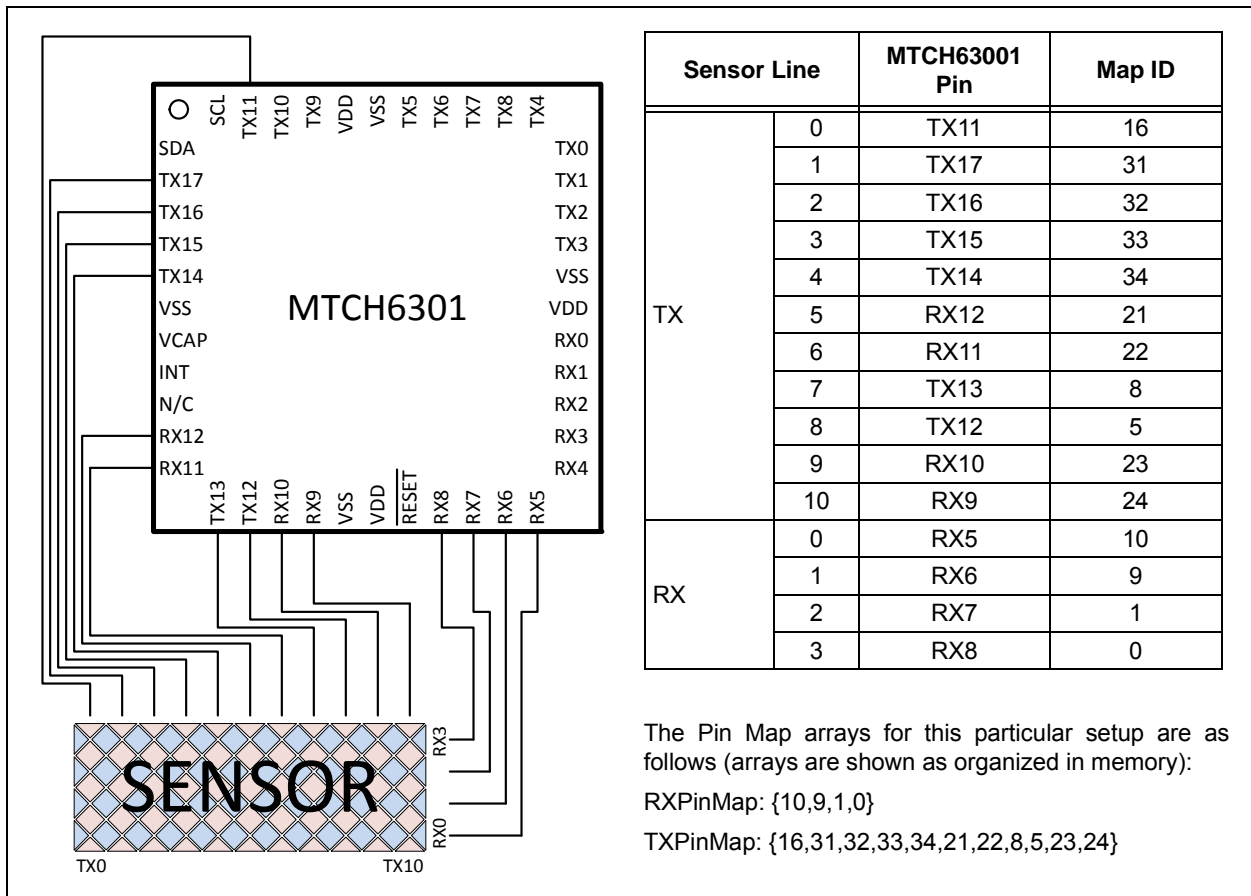 SCL TX11 TX10 TX9 VDD VSS TX5 TX6 TX7 TX8 TX4
SDA
TX17
TX16
TX15
TX14
VSS
VCAP
INT
N/C
RX12
RX11
MTCH6301
TX0
TX1
TX2
TX3
VSS
VDD
RX0
RX1
RX2
RX3
RX4
TX13 TX12 RX10 RX9 VSS VDD RESET RX8 RX7 RX6 RX5
RX3
SENSOR
RX0
TX0 TX10
Sensor Line MTCH63001 Pin Map ID
TX
0 TX11 16
1 TX17 31
2 TX16 32
3 TX15 33
4 TX14 34
5 RX12 21
6 RX11 22
7 TX13 8
8 TX12 5
9 RX10 23
10 RX9 24
RX
0 RX5 10
1 RX6 9
2 RX7 1
3 RX8 0
The Pin Map arrays for this particular setup are as
follows (arrays are shown as organized in memory):
RXPinMap: {10,9,1,0}
TXPinMap: {16,31,32,33,34,21,22,8,5,23,24}